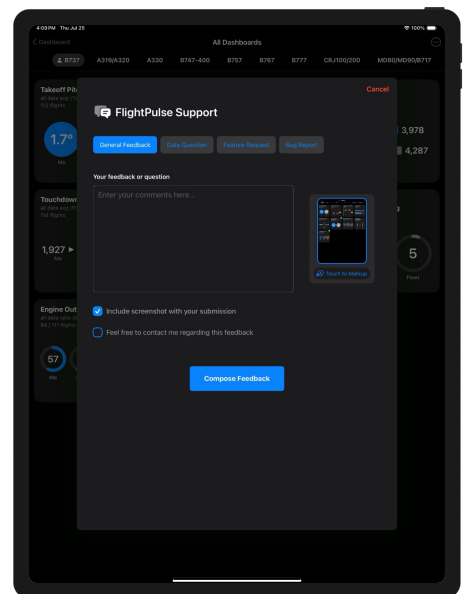 4:09 PM Thu Jul 25
100%
Dashboard
All Dashboards
B737 A319/A320 A330 B747-400 B757 B767 B777 CRJ100/200 MD80/MD90/B717
Cancel
Takeoff Pit
112 flights
FlightPulse Support
3,978
1.7°
General Feedback Data Question Feature Request Bug Report
4,287
Me
Your feedback or question
Touchdown
114 flights
Enter your comments here...
1,927
Me
5
Fleet
Touch to Markup
Engine Out
Include screenshot with your submission
Feel free to contact me regarding this feedback
57
Me
Compose Feedback